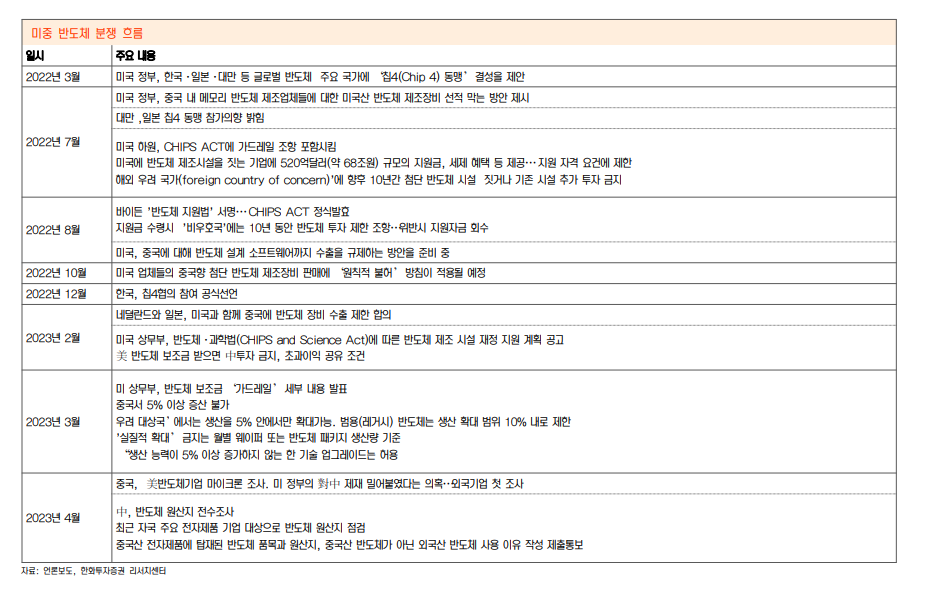 미중 반도체 분쟁 흐름
일시 주요 내용
2022년 3월 미국 정부, 한국·일본·대만 등 글로벌 반도체 주요 국가에 '칩4(Chip 4) 동맹' 결성을 제안
미국 정부, 중국 내 메모리 반도체 제조업체들에 대한 미국산 반도체 제조장비 선적 막는 방안 제시
대만 ,일본 칩4 동맹 참가의향 밝힘
2022년 7월
미국 하원, CHIPS ACT에 가드레일 조항 포함시킴
미국에 반도체 제조시설을 짓는 기업에 520억달러(약 68조원) 규모의 지원금, 세제 혜택 등 제공…지원 자격 요건에 제한
해외 우려 국가(foreign country of concern)'에 향후 10년간 첨단 반도체 시설 짓거나 기존 시설 추가 투자 금지
바이든 '반도체 지원법' 서명…CHIPS ACT 정식발효
2022년 8월 지원금 수령시 '비우호국'에는 10년 동안 반도체 투자 제한 조항..위반시 지원자금 회수
미국, 중국에 대해 반도체 설계 소프트웨어까지 수출을 규제하는 방안을 준비 중
2022년 10월 미국 업체들의 중국향 첨단 반도체 제조장비 판매에 '원칙적 불허' 방침이 적용될 예정
2022년 12월 한국, 칩4협의 참여 공식선언
네덜란드와 일본, 미국과 함께 중국에 반도체 장비 수출 제한 합의
2023년 2월 미국 상무부, 반도체·과학법(CHIPS and Science Act)에 따른 반도체 제조 시설 재정 지원 계획 공고
美 반도체 보조금 받으면 中투자 금지, 초과이익 공유 조건
미 상무부, 반도체 보조금 '가드레일' 세부 내용 발표
중국서 5% 이상 증산 불가
2023년 3월 우려 대상국'에서는 생산을 5% 안에서만 확대가능. 범용(레거시) 반도체는 생산 확대 범위 10% 내로 제한
'실질적 확대' 금지는 월별 웨이퍼 또는 반도체 패키지 생산량 기준
"생산 능력이 5% 이상 증가하지 않는 한 기술 업그레이드는 허용
중국, 美반도체기업 마이크론 조사. 미 정부의 對中 제재 밀어붙였다는 의혹..외국기업 첫 조사
2023년 4월
中, 반도체 원산지 전수조사
최근 자국 주요 전자제품 기업 대상으로 반도체 원산지 점검
중국산 전자제품에 탑재된 반도체 품목과 원산지, 중국산 반도체가 아닌 외국산 반도체 사용 이유 작성 제출통보
자료: 언론보도, 한화투자증권 리서치센터